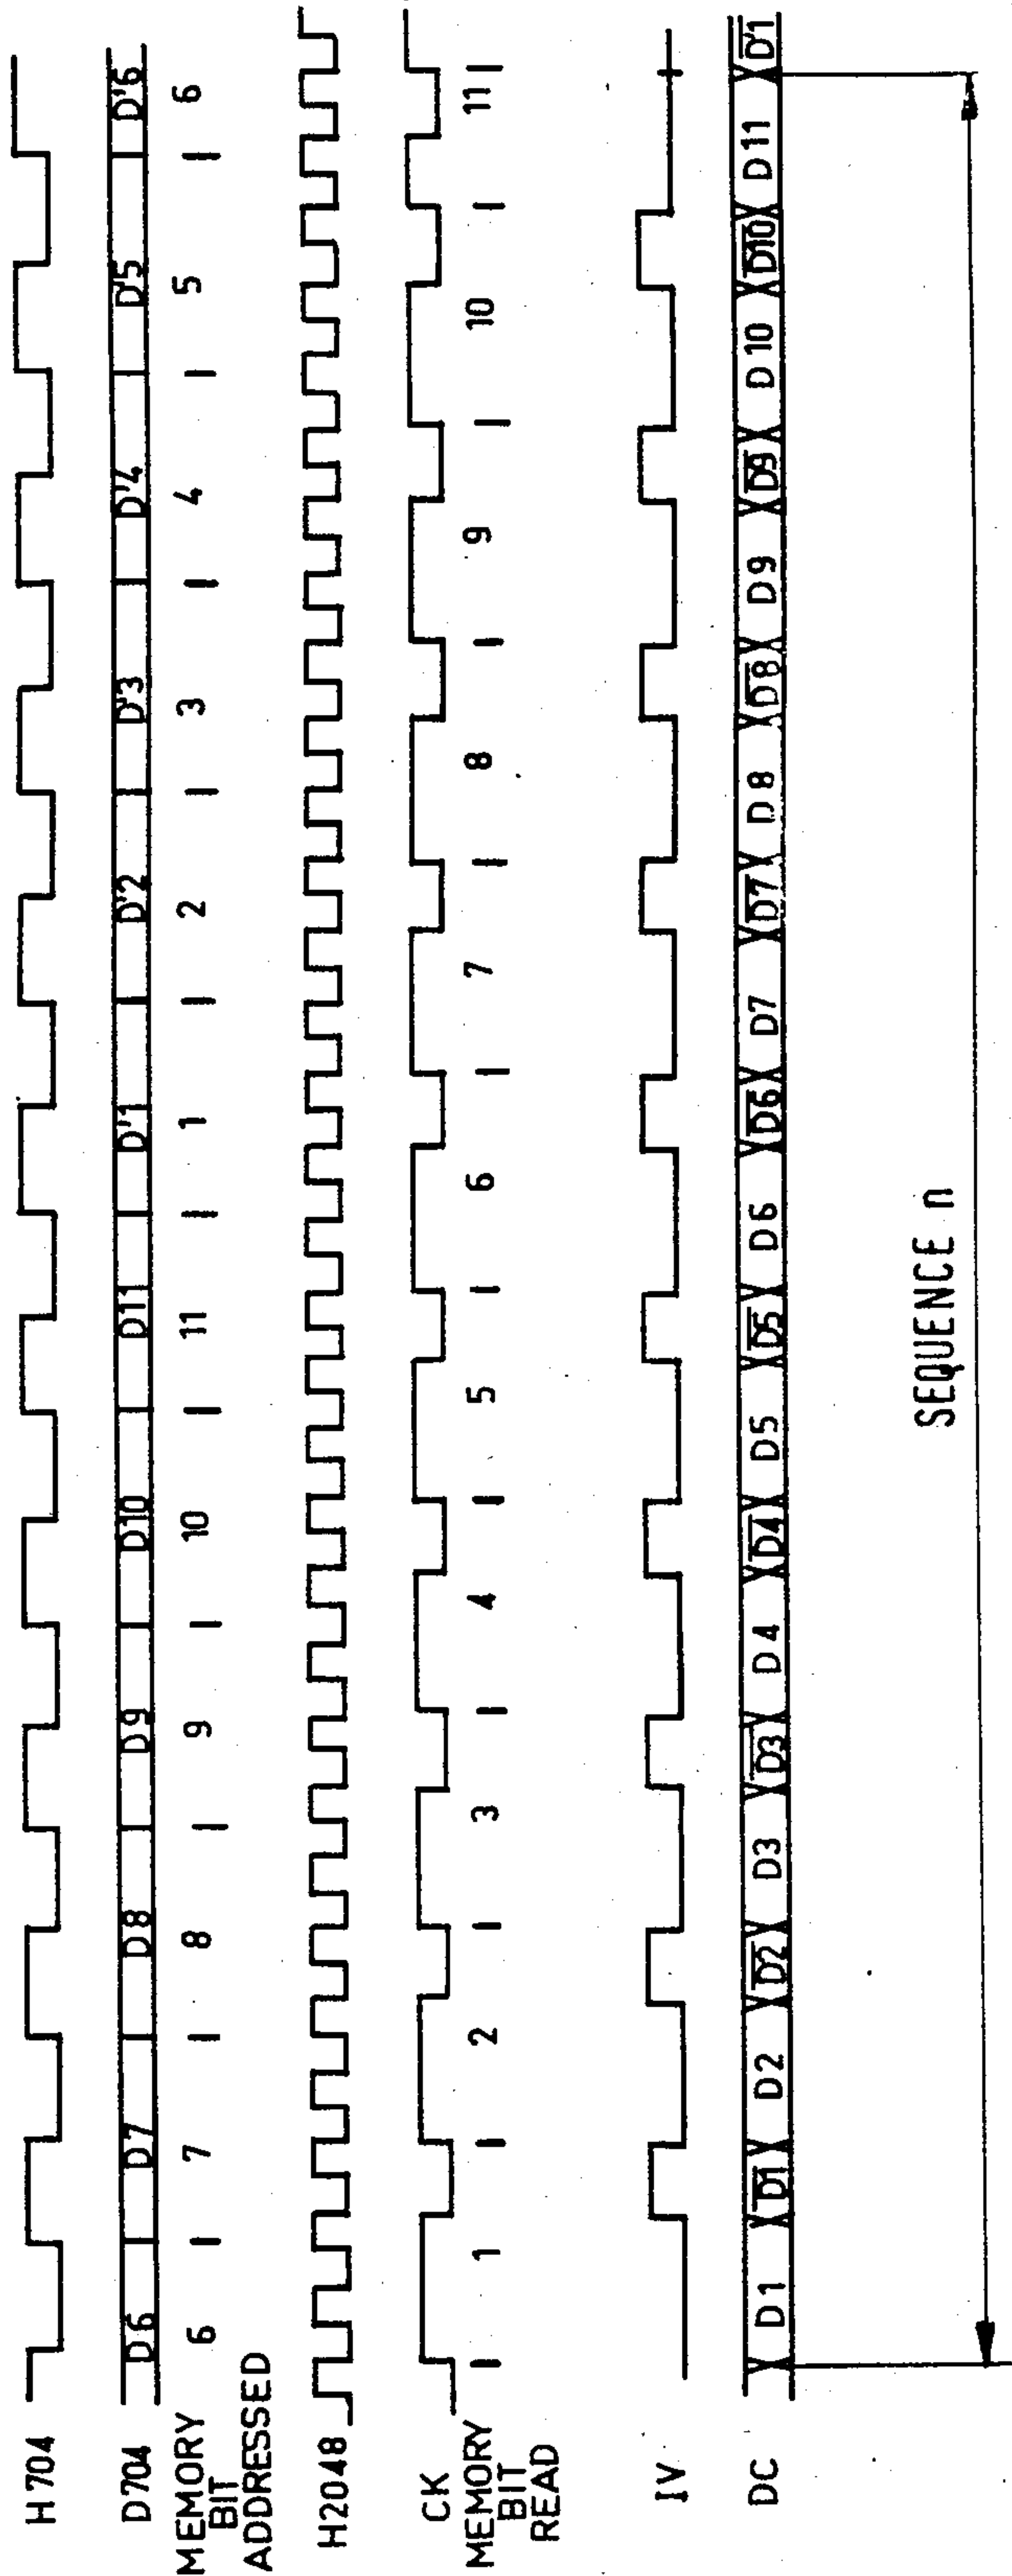 H704
D704 D6 D7 D8 D9 D10 D11 D'1 D'2 D'3 D'4 D'5 D'6
MEMORY
BIT
ADDRESSED
6 7 8 9 10 11 1 2 3 4 5 6
H2048
CK
MEMORY
BIT
READ
1 2 3 4 5 6 7 8 9 10 11
IV
DC D1 D̅1̅ D2 D̅2̅ D3 D̅3̅ D4 D̅4̅ D5 D̅5̅ D6 D̅6̅ D7 D̅7̅ D8 D̅8̅ D9 D̅9̅ D10 D̅1̅0̅ D11 D̅'̅1̅
SEQUENCE n